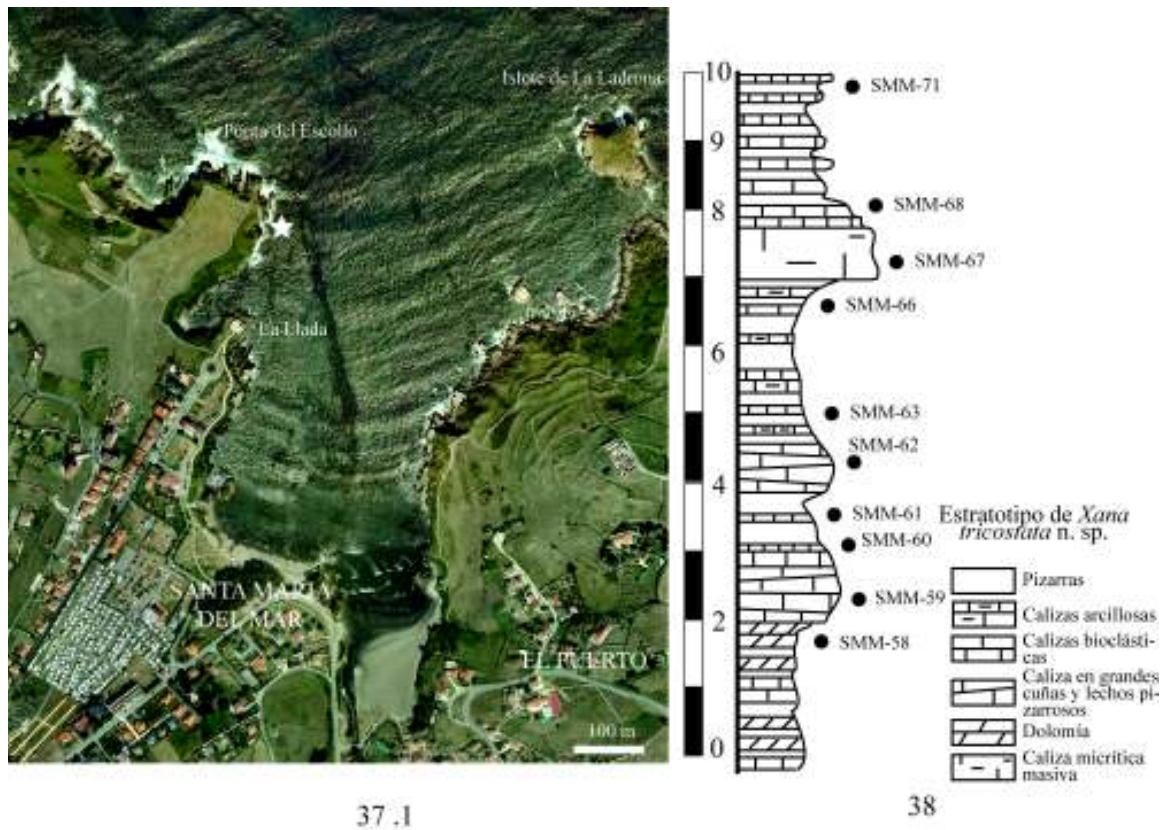 Islote de La Ladrona
Ponta del Escollo
La Llada
SANTA MARIA
DEL MAR
EL PUERTO
100 m
37 .1
10
9
8
6
4
2
0
SMM-71
SMM-68
SMM-67
SMM-66
SMM-63
SMM-62
SMM-61
SMM-60
SMM-59
SMM-58
Estratotipo de Xana
tricostata n. sp.
Pizarras
Calizas arcillosas
Calizas bioclásti-
cas
Caliza en grandes
cuñas y lechos pi-
zarrosos
Dolomía
Caliza micrítica
masiva
38